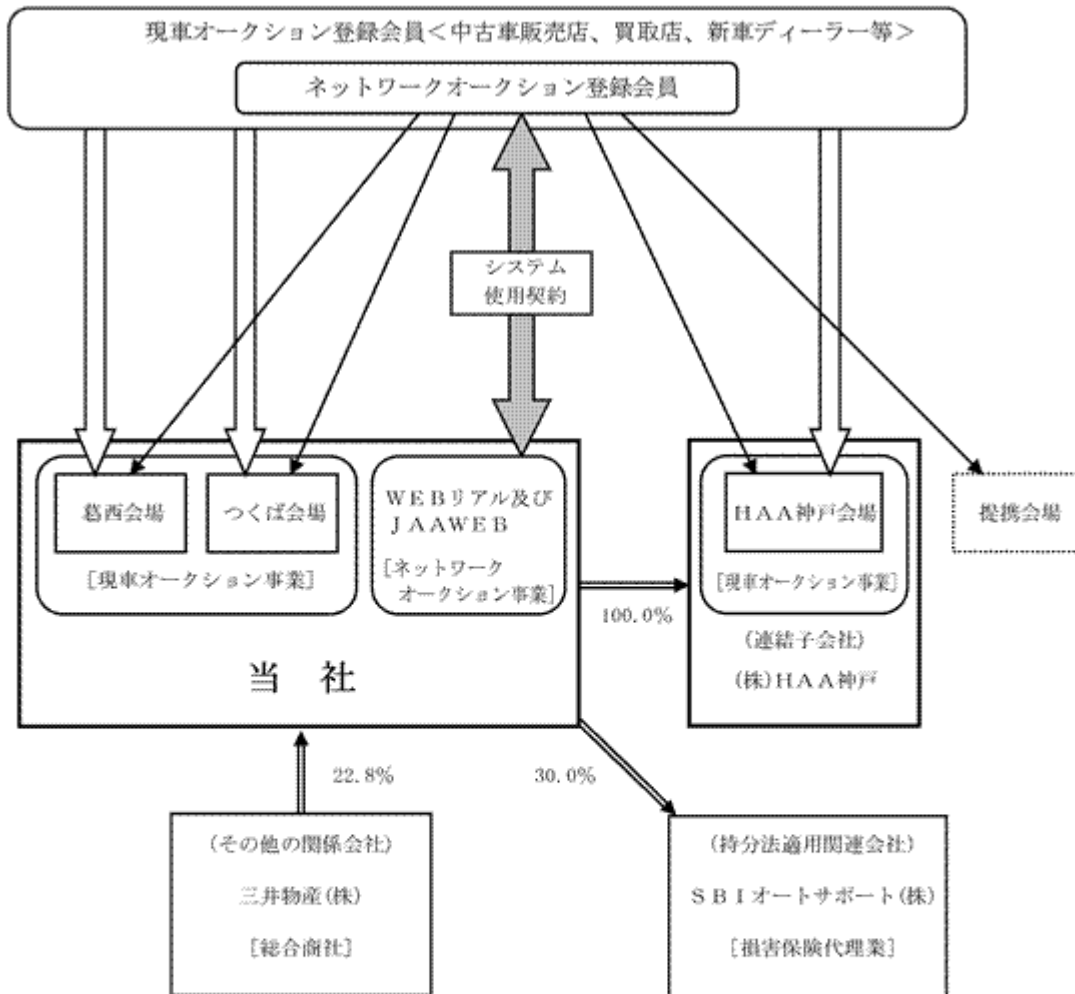 現車オークション登録会員<中古車販売店、買取店、新車ディーラー等>
ネットワークオークション登録会員
システム
使用契約
葛西会場
つくば会場
[現車オークション事業]
WEBリアル及び
JAAWEB
[ネットワーク
オークション事業]
HAA神戸会場
[現車オークション事業]
提携会場
100.0%
(連結子会社)
(株)HAA神戸
当 社
22.8%
30.0%
(その他の関係会社)
三井物産(株)
[総合商社]
(持分法適用関連会社)
SBIオートサポート(株)
[損害保険代理業]